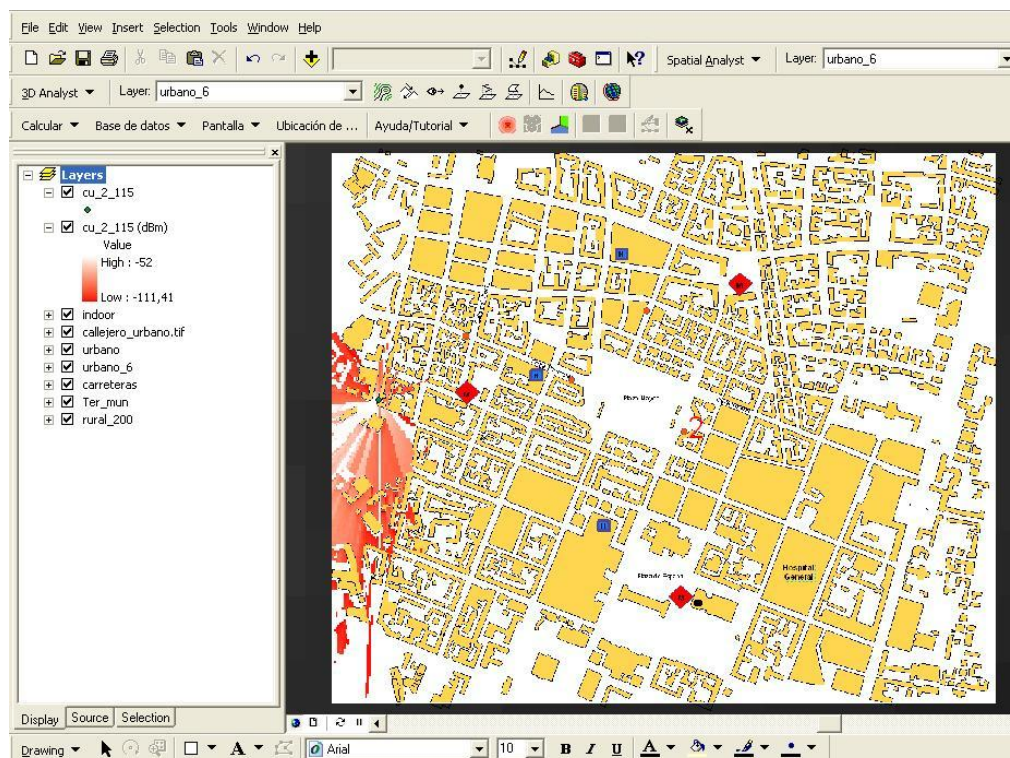 File Edit View Insert Selection Tools Window Help
Spatial Analyst Layer: urbano_6
3D Analyst Layer: urbano_6
Calcular Base de datos Pantalla Ubicación de ... Ayuda/Tutorial
Layers
cu_2_115
cu_2_115 (dBm)
Value
High : -52
Low : -111,41
indoor
callejero_urbano.tif
urbano
urbano_6
carreteras
Ter_mun
rural_200
Plaza Mayor
2
Hospital
General
Display Source Selection
Drawing A Arial 10 B I U A